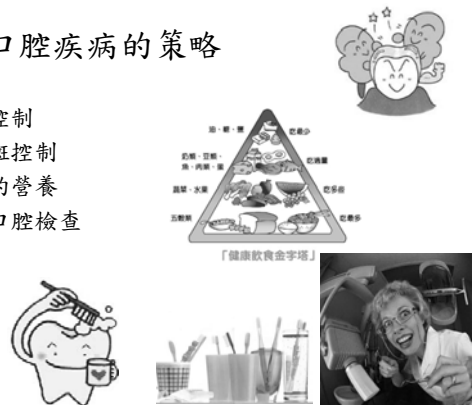 口腔疾病的策略
控制
控制
的營養
口腔檢查
油、糖、鹽
吃最少
奶類、豆類、
魚、肉類、蛋
吃適量
蔬菜、水果
吃多些
五穀類
吃最多
「健康飲食金字塔」